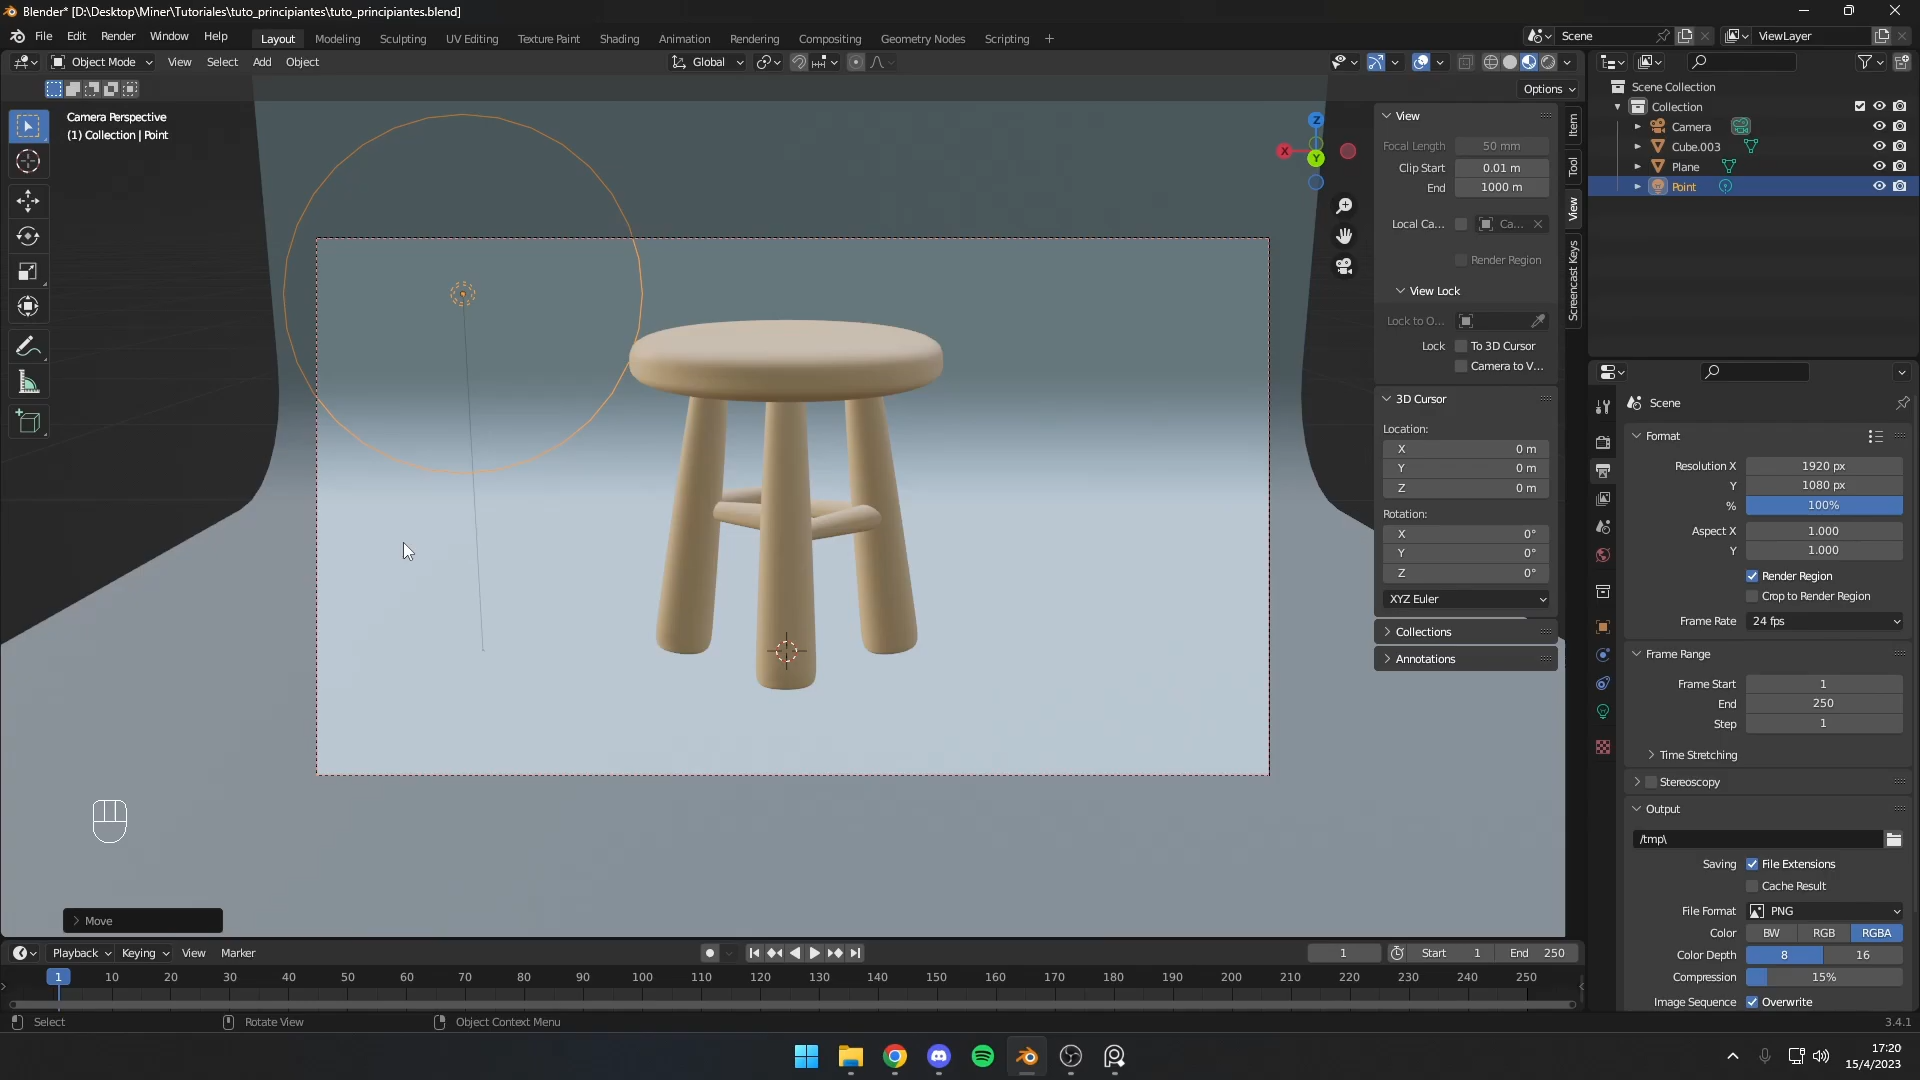 Blender* [D:\Desktop\Miner\Tutoriales\tuto_principiantes\tuto_principiantes.blend]
File Edit Render Window Help Layout Modeling Sculpting UV Editing Texture Paint Shading Animation Rendering Compositing Geometry Nodes Scripting + Scene ViewLayer
Object Mode View Select Add Object Global
Options
Camera Perspective
(1) Collection | Point
Z
X
Y
View
Focal Length 50 mm
Clip Start 0.01 m
End 1000 m
Local Ca... Ca...
Render Region
View Lock
Lock to O...
Lock To 3D Cursor
Camera to V...
3D Cursor
Location:
X 0 m
Y 0 m
Z 0 m
Rotation:
X 0°
Y 0°
Z 0°
XYZ Euler
Collections
Annotations
Item
Tool
View
Screencast Keys
Scene Collection
Collection
Camera
Cube.003
Plane
Point
Scene
Format
Resolution X 1920 px
Y 1080 px
% 100%
Aspect X 1.000
Y 1.000
Render Region
Crop to Render Region
Frame Rate 24 fps
Frame Range
Frame Start 1
End 250
Step 1
Time Stretching
Stereoscopy
Output
/tmp\
Saving File Extensions
Cache Result
File Format PNG
Color BW RGB RGBA
Color Depth 8 16
Compression 15%
Image Sequence Overwrite
Move
Playback Keying View Marker 1 Start 1 End 250
1 10 20 30 40 50 60 70 80 90 100 110 120 130 140 150 160 170 180 190 200 210 220 230 240 250
Select Rotate View Object Context Menu 3.4.1
17:20
15/4/2023